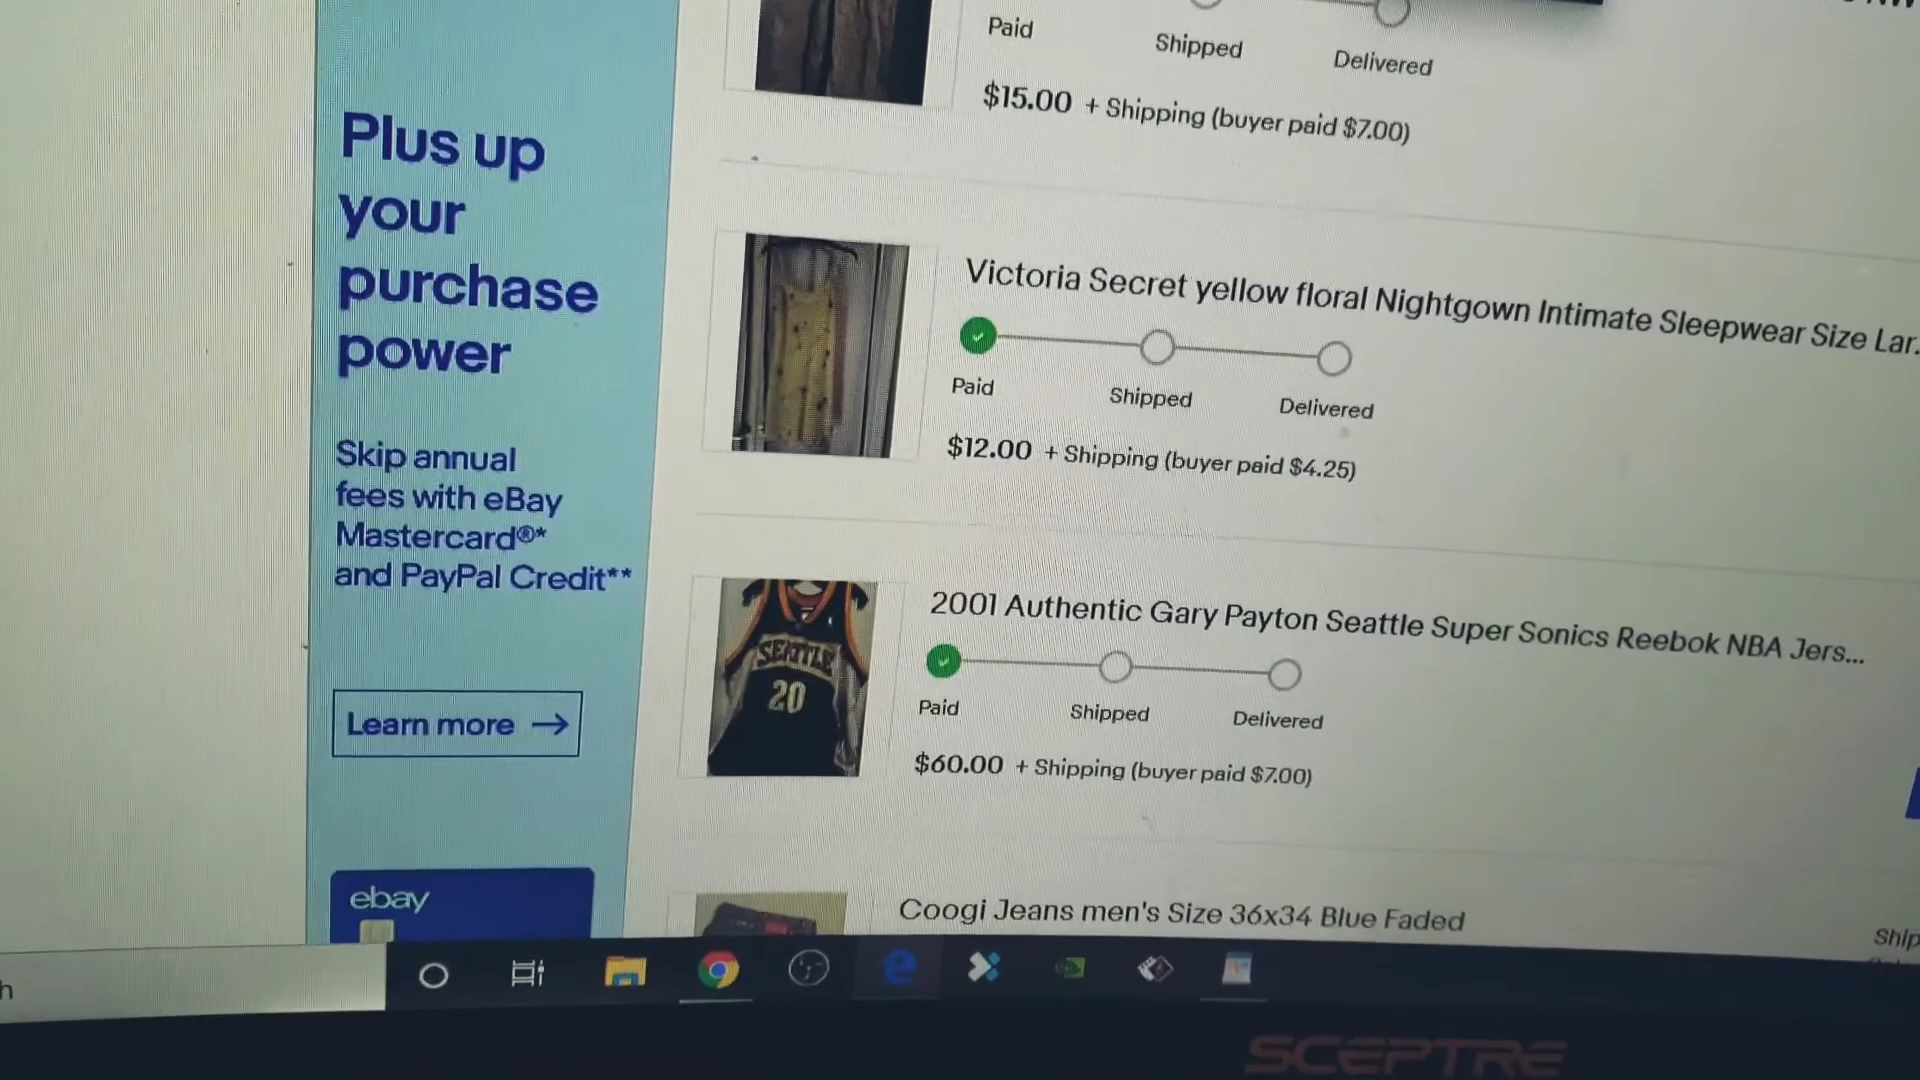 Paid
Shipped
Delivered
$15.00 + Shipping (buyer paid $7.00)
Plus up
your
purchase
power
Skip annual
fees with eBay
Mastercard®*
and PayPal Credit**
Learn more →
ebay
Victoria Secret yellow floral Nightgown Intimate Sleepwear Size Lar.
Paid
Shipped
Delivered
$12.00 + Shipping (buyer paid $4.25)
2001 Authentic Gary Payton Seattle Super Sonics Reebok NBA Jers...
SEATTLE
20
Paid
Shipped
Delivered
$60.00 + Shipping (buyer paid $7.00)
Coogi Jeans men's Size 36x34 Blue Faded
Ship
h
SCEPTRE